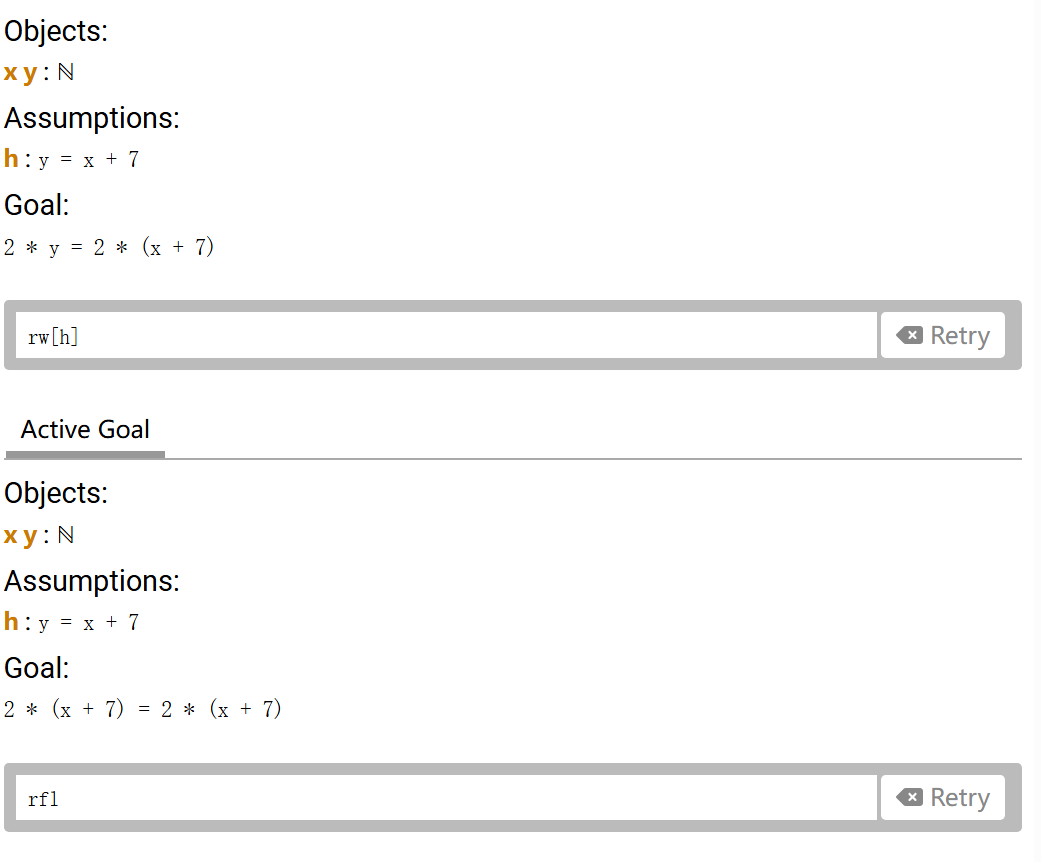 Objects:
x y : ℕ
Assumptions:
h : y = x + 7
Goal:
2 * y = 2 * (x + 7)
rw[h]
Retry
Active Goal
Objects:
x y : ℕ
Assumptions:
h : y = x + 7
Goal:
2 * (x + 7) = 2 * (x + 7)
rfl
Retry